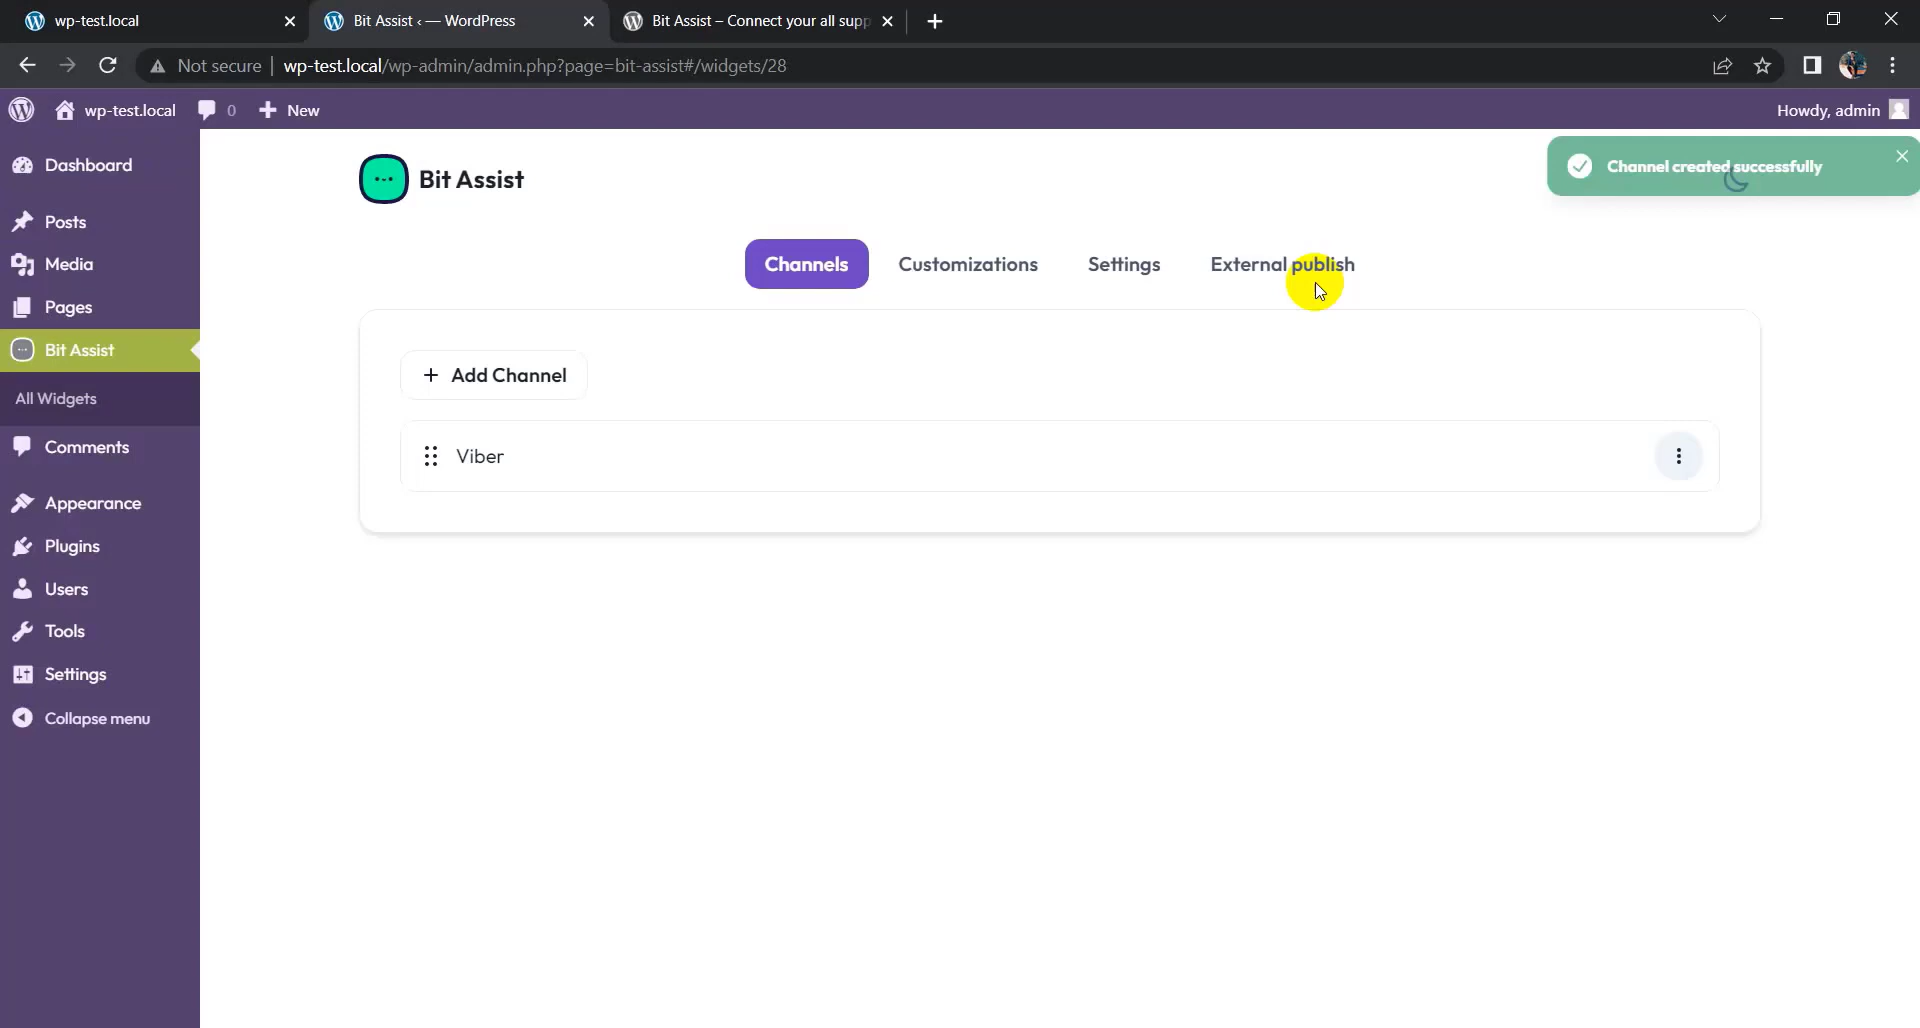 wp-test.local
Bit Assist ‹ — WordPress
Bit Assist – Connect your all supp
Not secure | wp-test.local/wp-admin/admin.php?page=bit-assist#/widgets/28
wp-test.local 0 New
Howdy, admin
Dashboard
Posts
Media
Pages
Bit Assist
All Widgets
Comments
Appearance
Plugins
Users
Tools
Settings
Collapse menu
Bit Assist
Channel created successfully
Channels Customizations Settings External publish
+ Add Channel
Viber